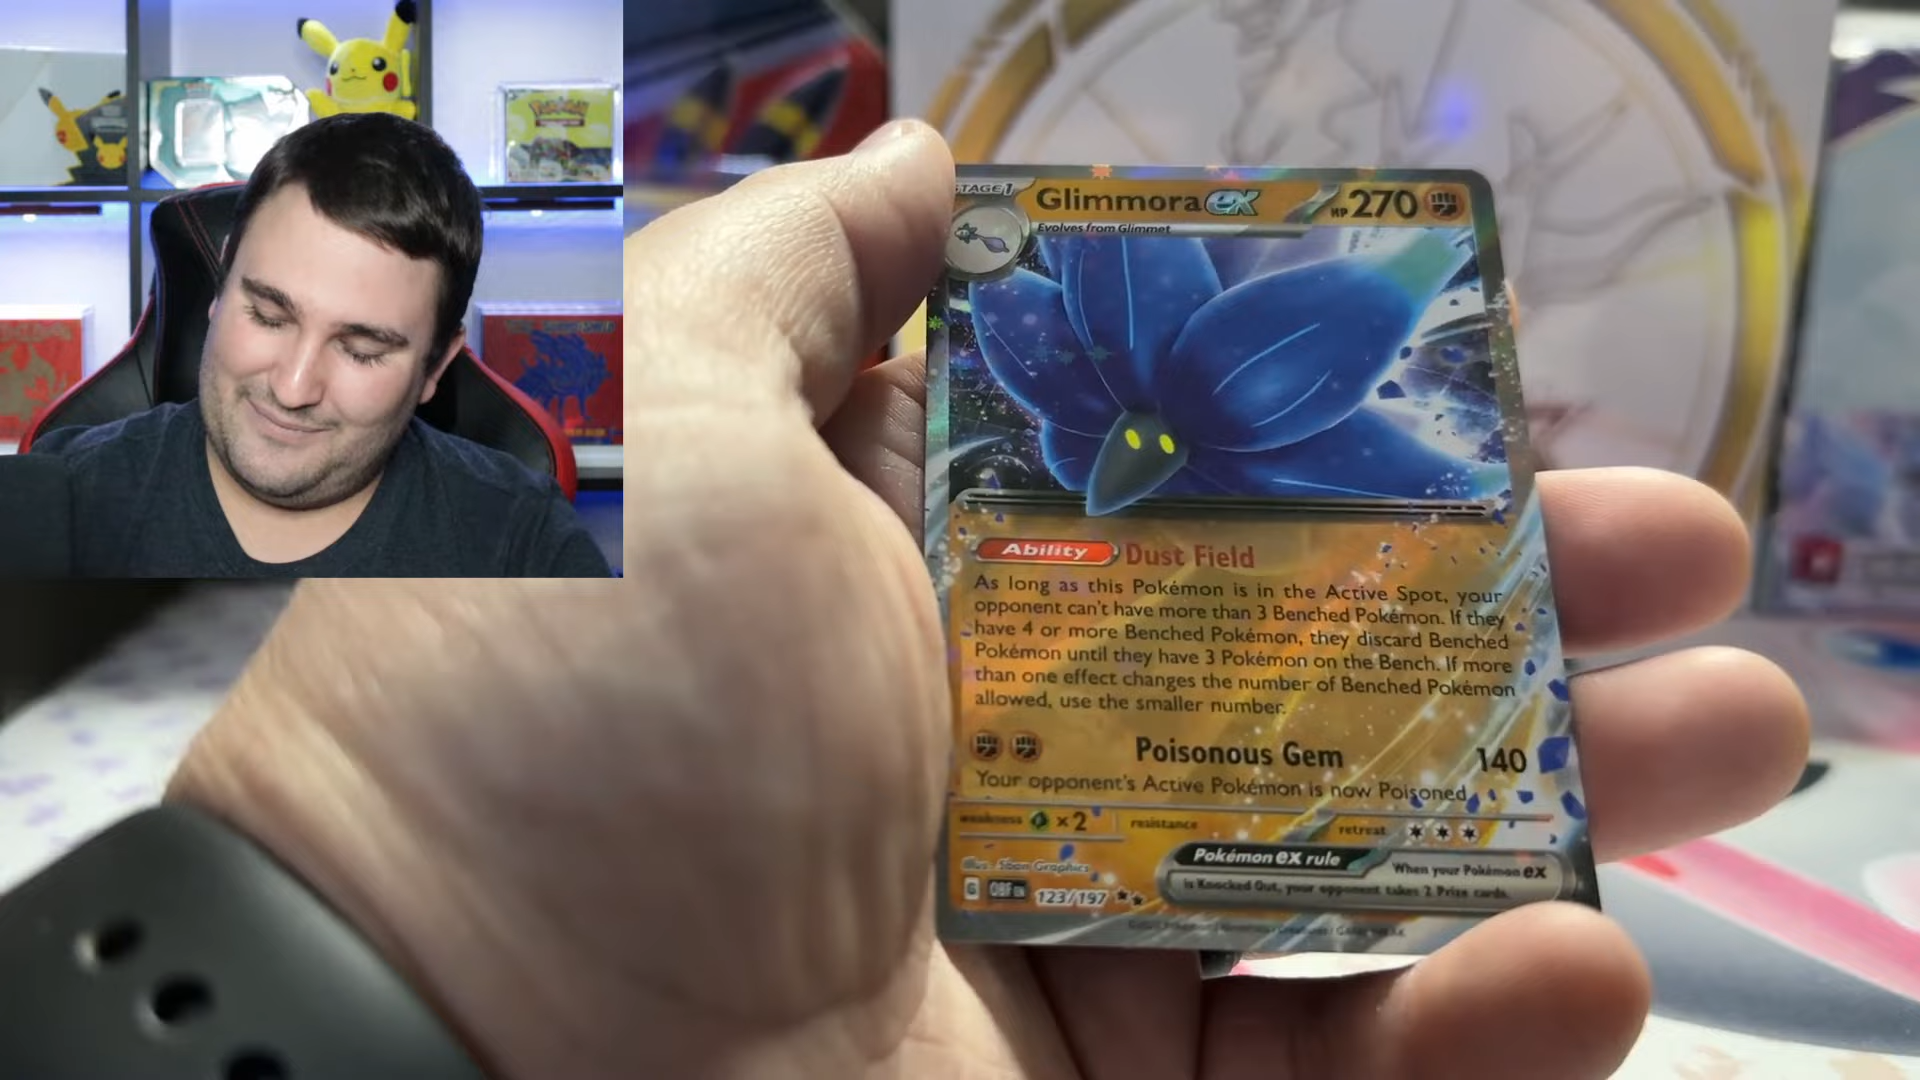 STAGE 1
Glimmora ex
HP 270
Evolves from Glimmet
Ability Dust Field
As long as this Pokémon is in the Active Spot, your
opponent can't have more than 3 Benched Pokémon. If they
have 4 or more Benched Pokémon, they discard Benched
Pokémon until they have 3 Pokémon on the Bench. If more
than one effect changes the number of Benched Pokémon
allowed, use the smaller number.
Poisonous Gem 140
Your opponent's Active Pokémon is now Poisoned.
weakness ×2 resistance retreat
Illus. 5ban Graphics
Pokémon ex rule
When your Pokémon ex
is Knocked Out, your opponent takes 2 Prize cards.
G OBF EN 123/197